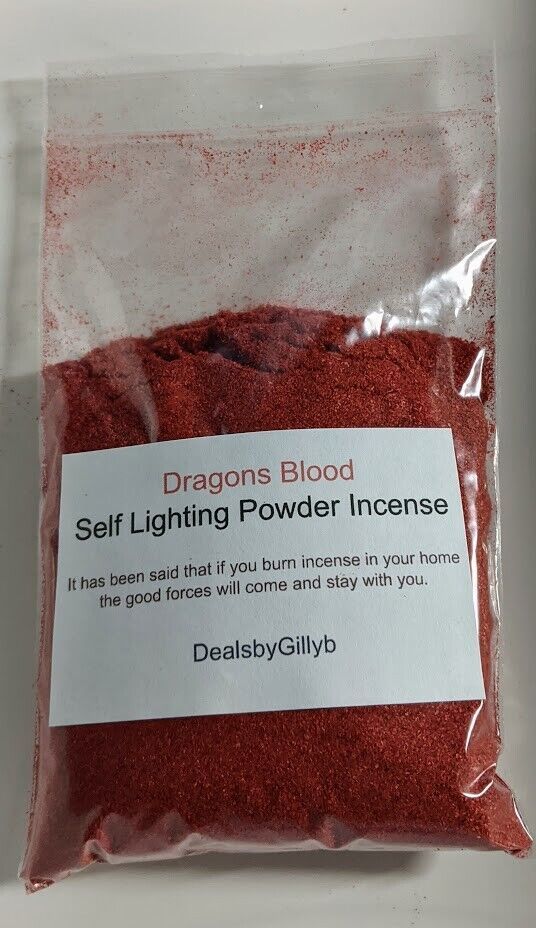 Dragons Blood
Self Lighting Powder Incense
It has been said that if you burn incense in your home
the good forces will come and stay with you.
DealsbyGillyb